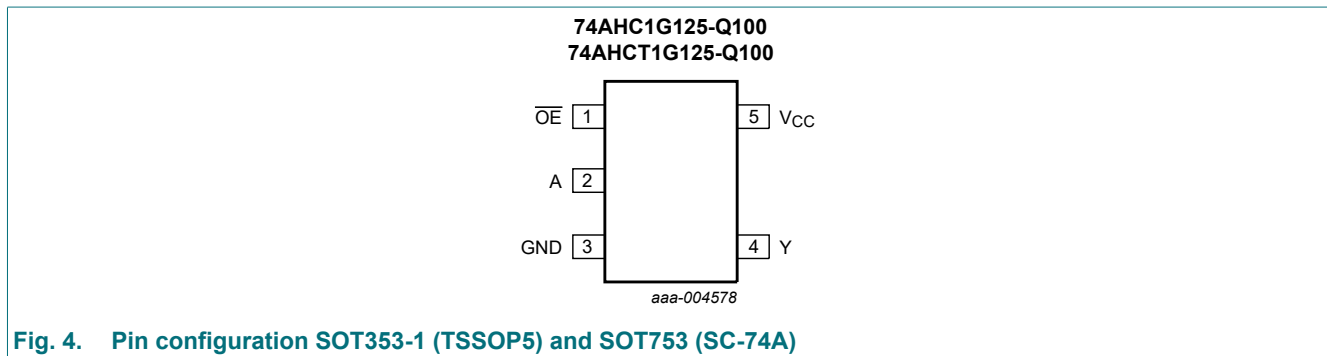 74AHC1G125-Q100
74AHCT1G125-Q100
OE 1
5 VCC
A 2
GND 3
4 Y
aaa-004578
Fig. 4. Pin configuration SOT353-1 (TSSOP5) and SOT753 (SC-74A)